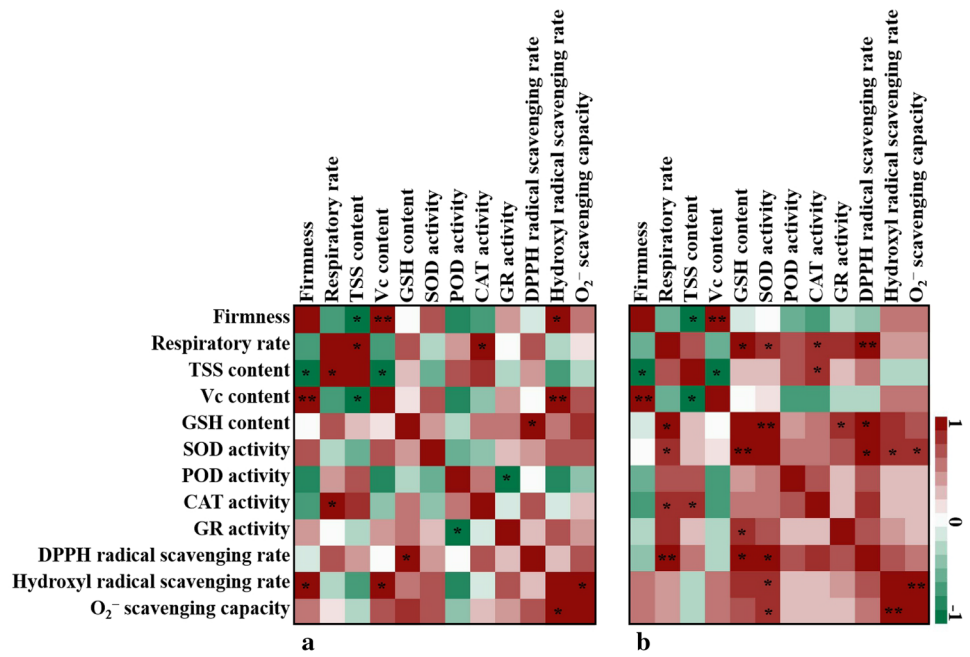 Firmness
Respiratory rate
TSS content
Vc content
GSH content
SOD activity
POD activity
CAT activity
GR activity
DPPH radical scavenging rate
Hydroxyl radical scavenging rate
O₂⁻ scavenging capacity
Firmness
Respiratory rate
TSS content
Vc content
GSH content
SOD activity
POD activity
CAT activity
GR activity
DPPH radical scavenging rate
Hydroxyl radical scavenging rate
O₂⁻ scavenging capacity
Firmness * ** * * **
Respiratory rate * * * * * **
TSS content * * * * * *
Vc content ** * ** ** *
GSH content * * ** * *
SOD activity * ** * * *
POD activity *
CAT activity * * *
GR activity * *
DPPH radical scavenging rate * ** * *
Hydroxyl radical scavenging rate * * * * **
O₂⁻ scavenging capacity * * **
1
0
-1
a
b